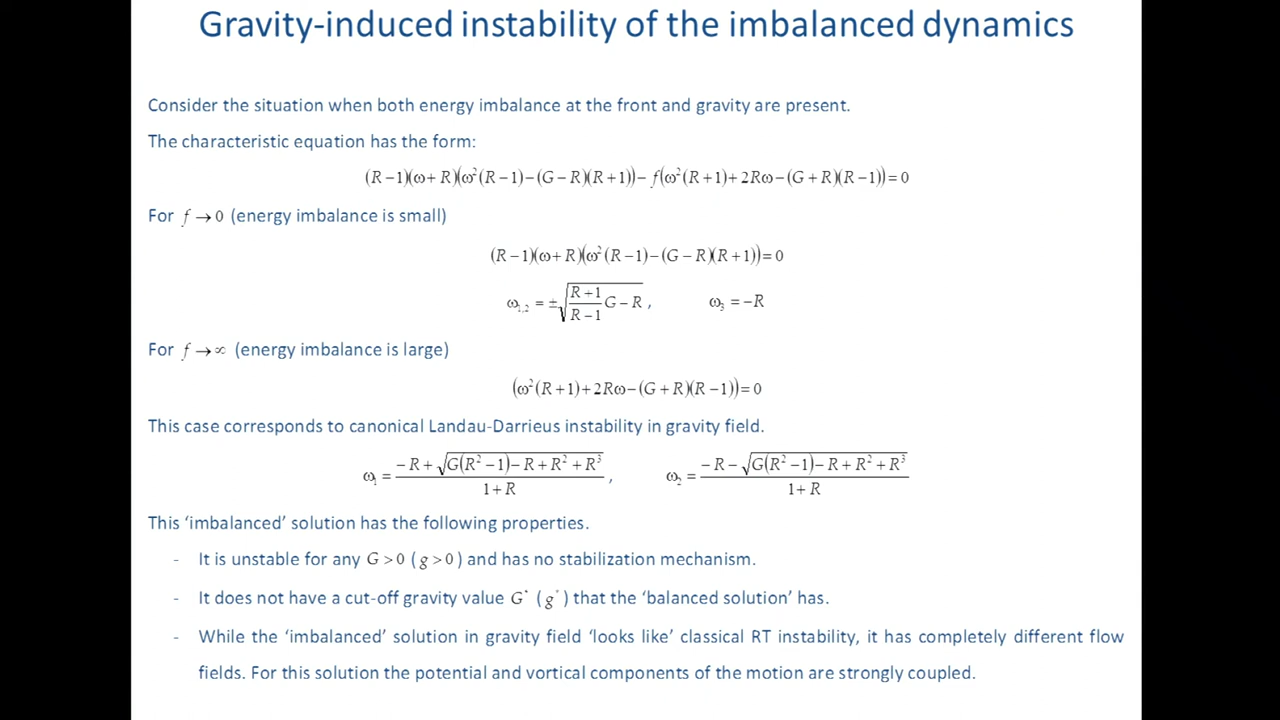 Gravity-induced instability of the imbalanced dynamics
Consider the situation when both energy imbalance at the front and gravity are present.
The characteristic equation has the form:
(R−1)(ω+R)(ω²(R−1)−(G−R)(R+1))− f(ω²(R+1)+2Rω−(G+R)(R−1))=0
For f→0 (energy imbalance is small)
(R−1)(ω+R)(ω²(R−1)−(G−R)(R+1))=0
ω₁,₂ = ±√((R+1)/(R−1) G−R) , ω₃ = −R
For f→∞ (energy imbalance is large)
(ω²(R+1)+2Rω−(G+R)(R−1))=0
This case corresponds to canonical Landau-Darrieus instability in gravity field.
ω₁ = (−R+√(G(R²−1)−R+R²+R³))/(1+R) , ω₂ = (−R−√(G(R²−1)−R+R²+R³))/(1+R)
This ‘imbalanced’ solution has the following properties.
- It is unstable for any G>0 (g>0) and has no stabilization mechanism.
- It does not have a cut-off gravity value G* (g*) that the ‘balanced solution’ has.
- While the ‘imbalanced’ solution in gravity field ‘looks like’ classical RT instability, it has completely different flow
fields. For this solution the potential and vortical components of the motion are strongly coupled.